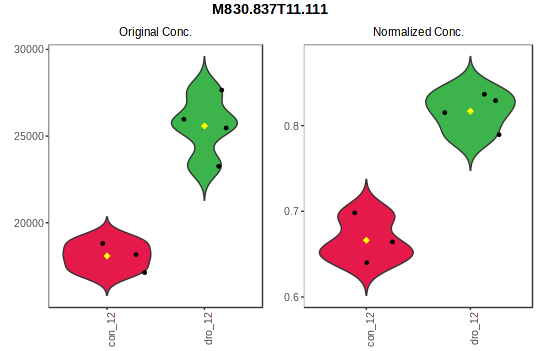 M830.837T11.111
Original Conc.
Normalized Conc.
30000
25000
20000
0.8
0.7
0.6
con_12
dro_12
con_12
dro_12